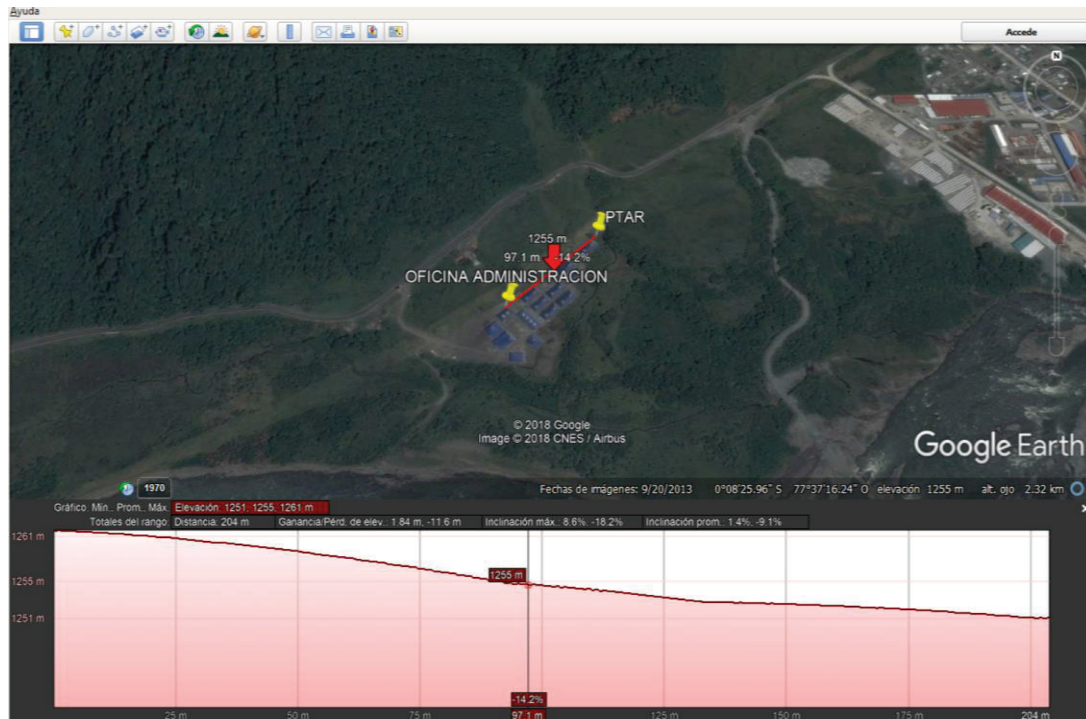 Ayuda
Accede
N
PTAR
1255 m
97.1 m -14.2%
OFICINA ADMINISTRACION
© 2018 Google
Image © 2018 CNES / Airbus
Google Earth
1970
Fechas de imágenes: 9/20/2013 0°08'25.96" S 77°37'16.24" O elevación 1255 m alt. ojo 2.32 km
Gráfico: Mín., Prom., Máx. Elevación: 1251, 1255, 1261 m
Totales del rango: Distancia: 204 m Ganancia/Pérd. de elev.: 1.84 m, -11.6 m Inclinación máx.: 8.6%, -18.2% Inclinación prom.: 1.4%, -9.1%
1261 m
1255 m
1255 m
1251 m
-14.2%
25 m 50 m 75 m 97.1 m 125 m 150 m 175 m 204 m